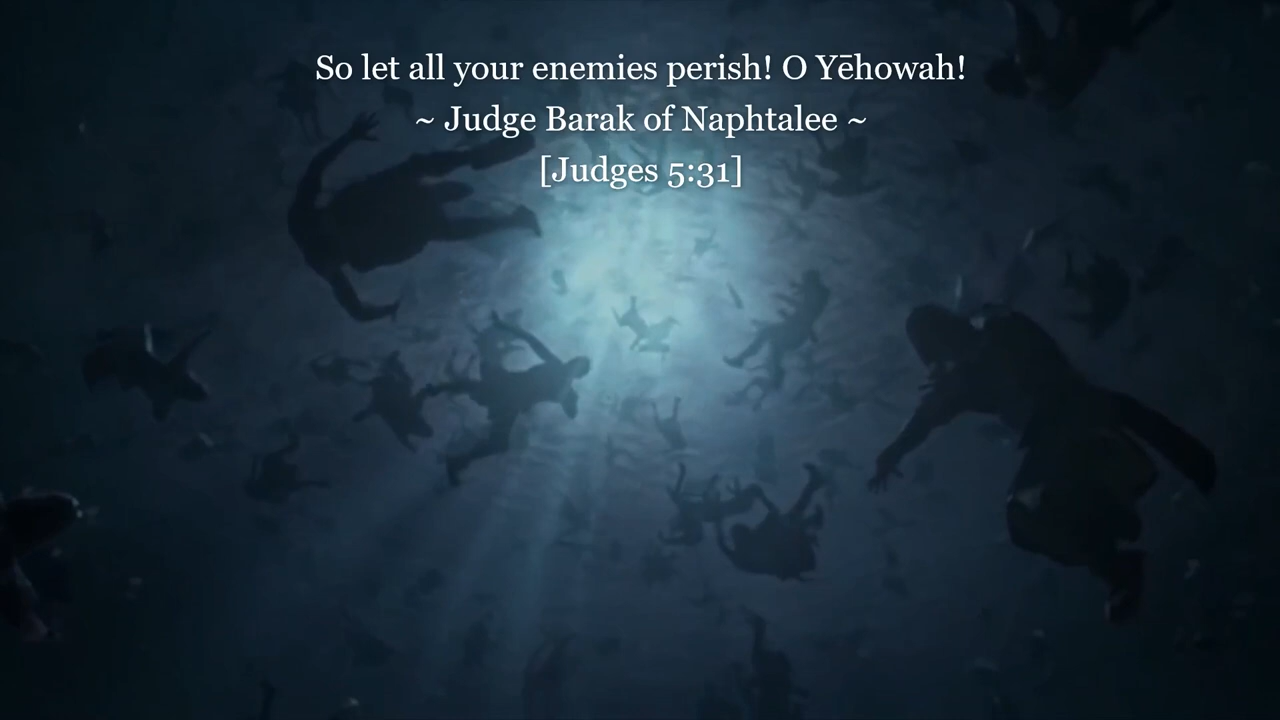 So let all your enemies perish! O Yēhowah!
~ Judge Barak of Naphtalee ~
[Judges 5:31]